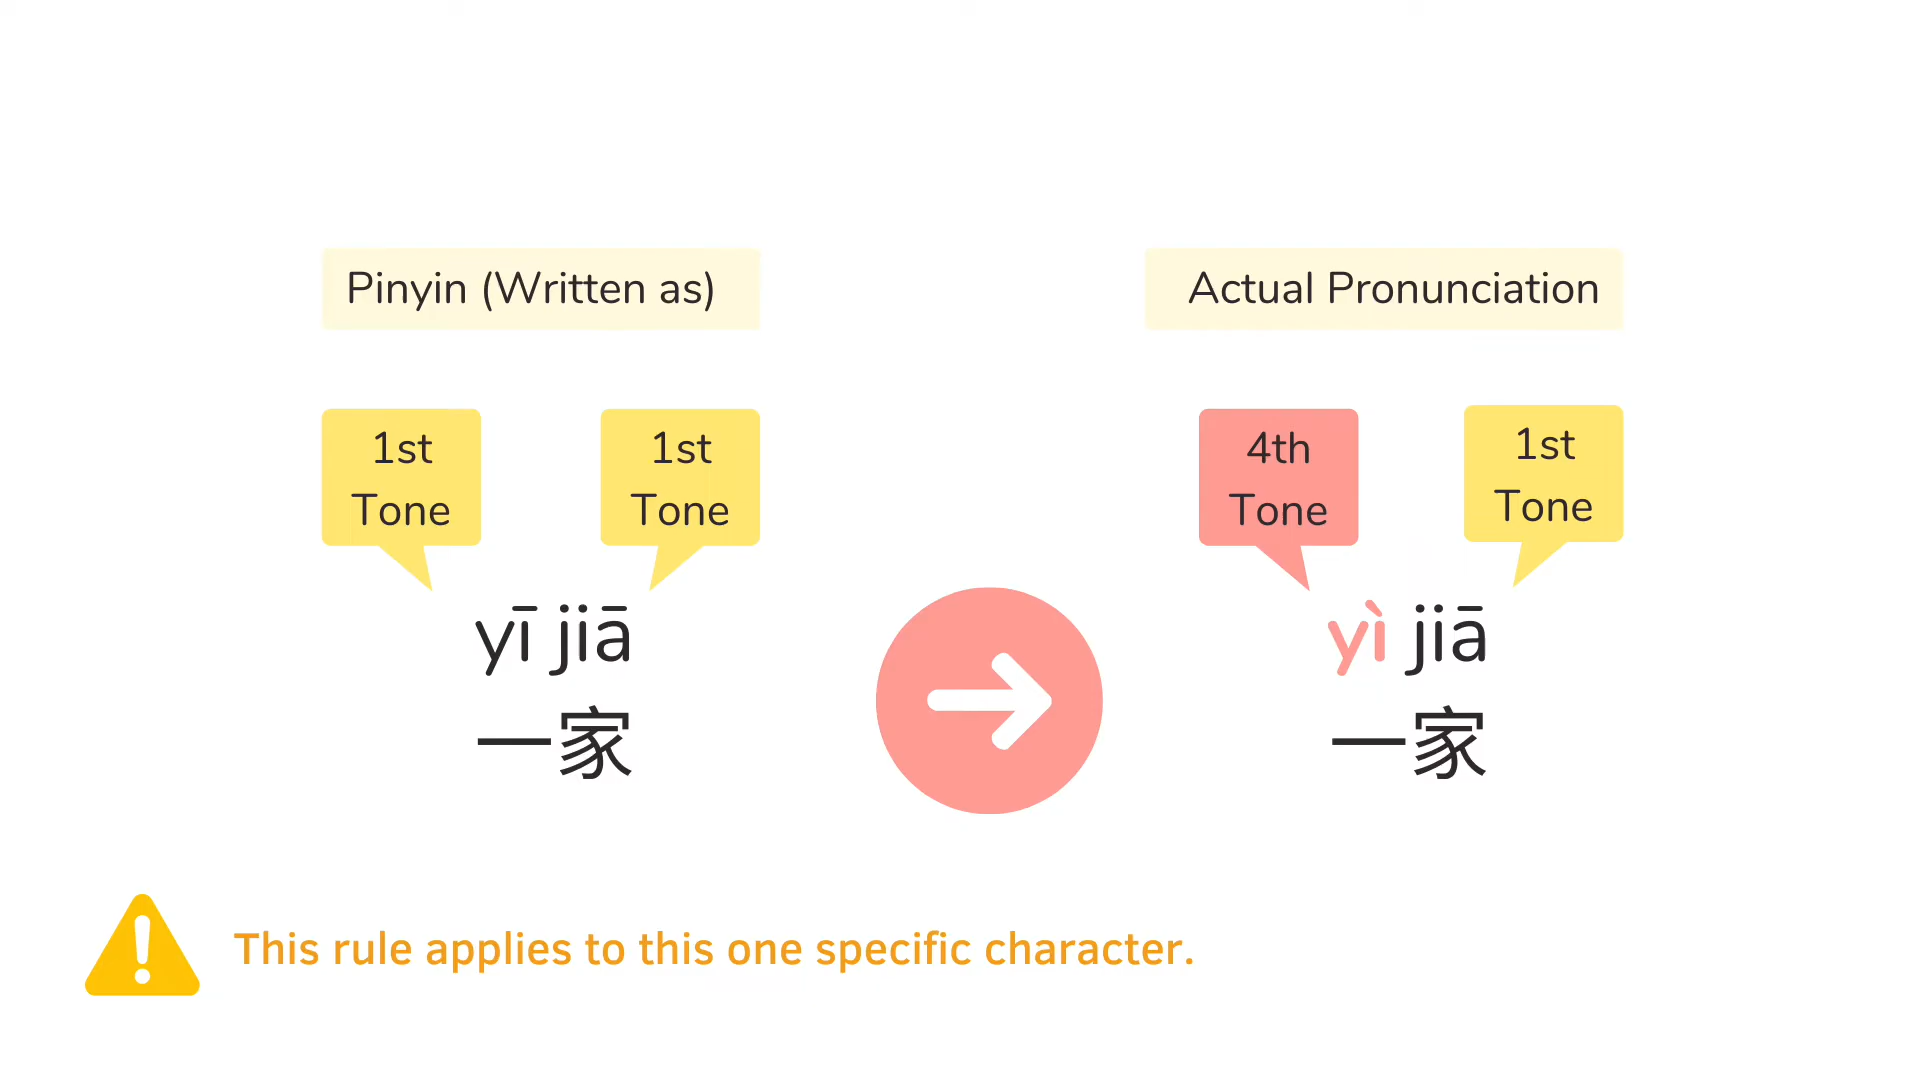 Pinyin (Written as)
Actual Pronunciation
1st
Tone
1st
Tone
4th
Tone
1st
Tone
yī jiā
一家
yì jiā
一家
This rule applies to this one specific character.